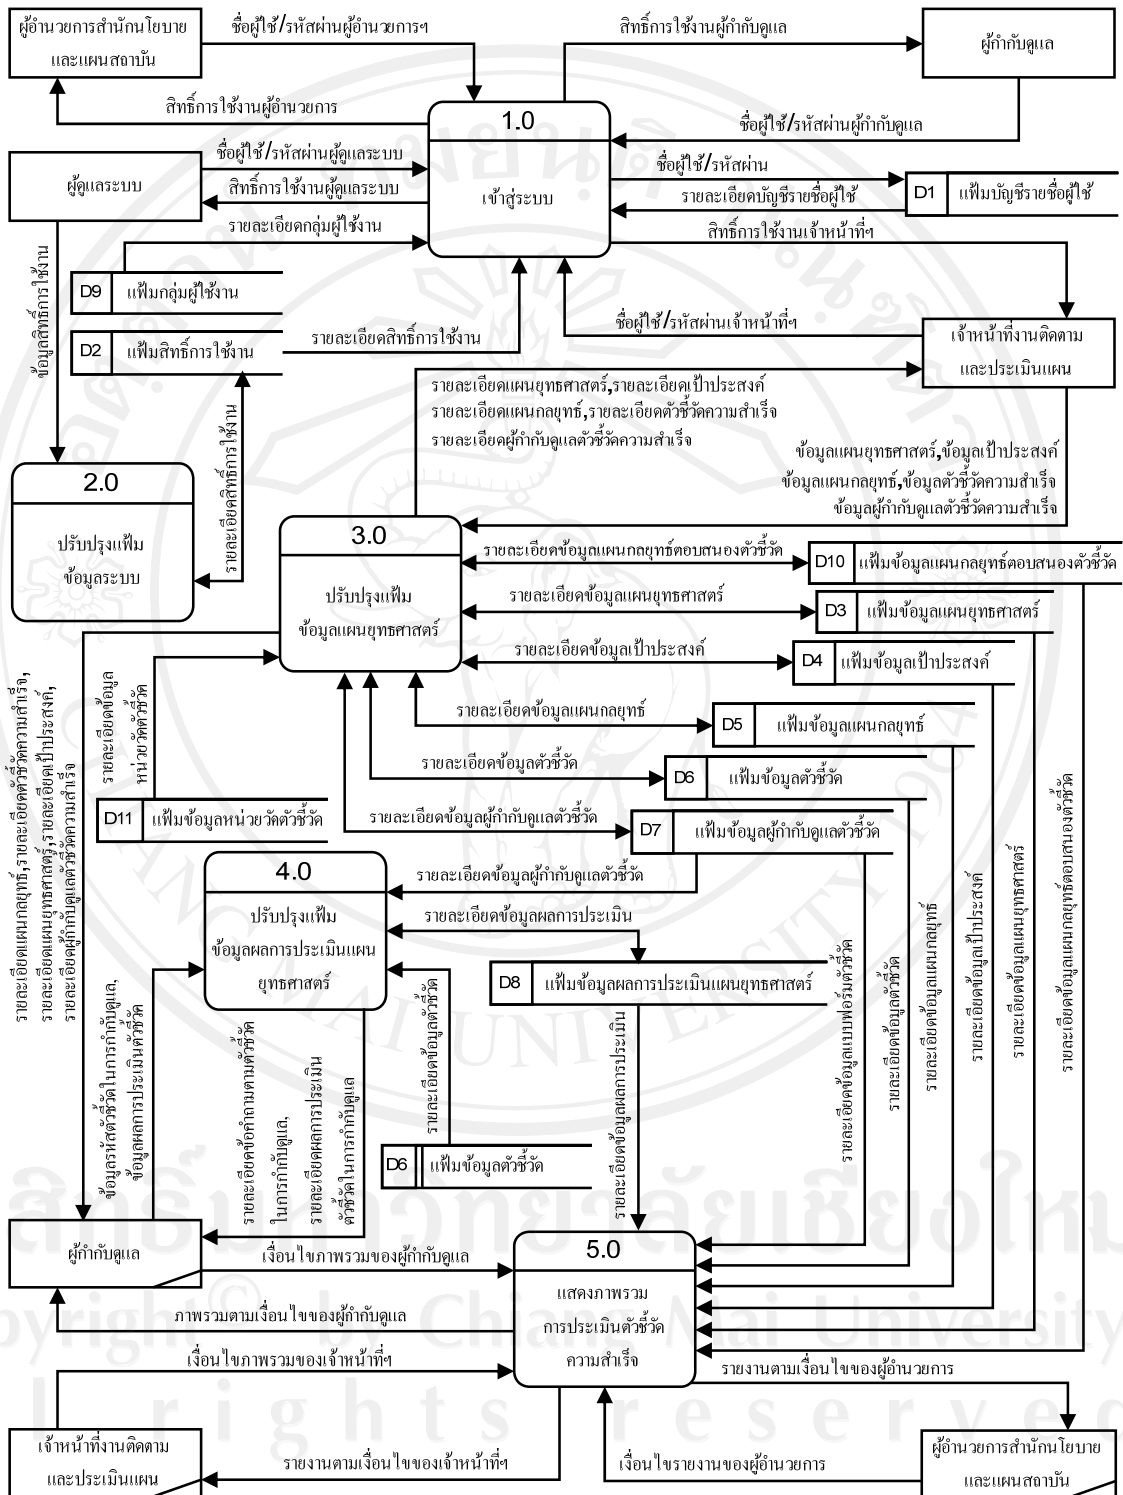 ผู้อำนวยการสำนักนโยบาย
และแผนสถาบัน
ชื่อผู้ใช้/รหัสผ่านผู้อำนวยการฯ
สิทธิ์การใช้งานผู้อำนวยการ
สิทธิ์การใช้งานผู้กำกับดูแล
ผู้กำกับดูแล
ชื่อผู้ใช้/รหัสผ่านผู้กำกับดูแล
1.0
เข้าสู่ระบบ
ผู้ดูแลระบบ
ชื่อผู้ใช้/รหัสผ่านผู้ดูแลระบบ
สิทธิ์การใช้งานผู้ดูแลระบบ
รายละเอียดกลุ่มผู้ใช้งาน
ชื่อผู้ใช้/รหัสผ่าน
รายละเอียดบัญชีรายชื่อผู้ใช้
D1 แฟ้มบัญชีรายชื่อผู้ใช้
สิทธิ์การใช้งานเจ้าหน้าที่ฯ
ข้อมูลสิทธิ์การใช้งาน
D9 แฟ้มกลุ่มผู้ใช้งาน
D2 แฟ้มสิทธิ์การใช้งาน
รายละเอียดสิทธิ์การใช้งาน
ชื่อผู้ใช้/รหัสผ่านเจ้าหน้าที่ฯ
เจ้าหน้าที่งานติดตาม
และประเมินแผน
รายละเอียดแผนยุทธศาสตร์,รายละเอียดเป้าประสงค์
รายละเอียดแผนกลยุทธ์,รายละเอียดตัวชี้วัดความสำเร็จ
รายละเอียดผู้กำกับดูแลตัวชี้วัดความสำเร็จ
ข้อมูลแผนยุทธศาสตร์,ข้อมูลเป้าประสงค์
ข้อมูลแผนกลยุทธ์,ข้อมูลตัวชี้วัดความสำเร็จ
ข้อมูลผู้กำกับดูแลตัวชี้วัดความสำเร็จ
รายละเอียดสิทธิ์การใช้งาน
2.0
ปรับปรุงแฟ้ม
ข้อมูลระบบ
3.0
ปรับปรุงแฟ้ม
ข้อมูลแผนยุทธศาสตร์
รายละเอียดข้อมูลแผนกลยุทธ์ตอบสนองตัวชี้วัด
D10 แฟ้มข้อมูลแผนกลยุทธ์ตอบสนองตัวชี้วัด
รายละเอียดข้อมูลแผนยุทธศาสตร์
D3 แฟ้มข้อมูลแผนยุทธศาสตร์
รายละเอียดข้อมูลเป้าประสงค์
D4 แฟ้มข้อมูลเป้าประสงค์
รายละเอียดข้อมูลแผนกลยุทธ์
D5 แฟ้มข้อมูลแผนกลยุทธ์
รายละเอียดข้อมูลตัวชี้วัด
D6 แฟ้มข้อมูลตัวชี้วัด
รายละเอียดข้อมูลผู้กำกับดูแลตัวชี้วัด
D7 แฟ้มข้อมูลผู้กำกับดูแลตัวชี้วัด
รายละเอียดแผนกลยุทธ์,รายละเอียดตัวชี้วัดความสำเร็จ,
รายละเอียดแผนยุทธศาสตร์,รายละเอียดเป้าประสงค์,
รายละเอียดผู้กำกับดูแลตัวชี้วัดความสำเร็จ
รายละเอียดข้อมูล
หน่วยวัดตัวชี้วัด
D11 แฟ้มข้อมูลหน่วยวัดตัวชี้วัด
4.0
ปรับปรุงแฟ้ม
ข้อมูลผลการประเมินแผน
ยุทธศาสตร์
รายละเอียดข้อมูลผู้กำกับดูแลตัวชี้วัด
รายละเอียดข้อมูลผลการประเมิน
D8 แฟ้มข้อมูลผลการประเมินแผนยุทธศาสตร์
ข้อมูลรหัสตัวชี้วัดในการกำกับดูแล,
ข้อมูลผลการประเมินตัวชี้วัด
รายละเอียดข้อคำถามตามตัวชี้วัด
ในการกำกับดูแล,
รายละเอียดผลการประเมิน
ตัวชี้วัดในการกำกับดูแล
รายละเอียดข้อมูลตัวชี้วัด
D6 แฟ้มข้อมูลตัวชี้วัด
รายละเอียดข้อมูลผลการประเมิน
รายละเอียดข้อมูลแบบฟอร์มตัวชี้วัด
รายละเอียดข้อมูลตัวชี้วัด
รายละเอียดข้อมูลแผนกลยุทธ์
รายละเอียดข้อมูลเป้าประสงค์
รายละเอียดข้อมูลแผนยุทธศาสตร์
รายละเอียดข้อมูลแผนกลยุทธ์ตอบสนองตัวชี้วัด
ผู้กำกับดูแล
เงื่อนไขภาพรวมของผู้กำกับดูแล
ภาพรวมตามเงื่อนไขของผู้กำกับดูแล
5.0
แสดงภาพรวม
การประเมินตัวชี้วัด
ความสำเร็จ
เงื่อนไขภาพรวมของเจ้าหน้าที่ฯ
รายงานตามเงื่อนไขของผู้อำนวยการ
เจ้าหน้าที่งานติดตาม
และประเมินแผน
รายงานตามเงื่อนไขของเจ้าหน้าที่ฯ
เงื่อนไขรายงานของผู้อำนวยการ
ผู้อำนวยการสำนักนโยบาย
และแผนสถาบัน